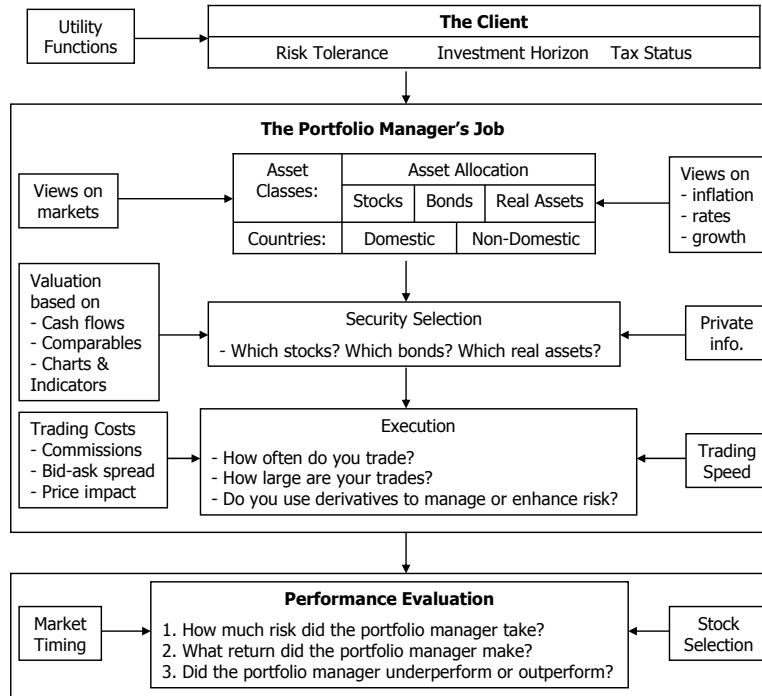 Utility
Functions
The Client
Risk Tolerance Investment Horizon Tax Status
The Portfolio Manager's Job
Views on
markets
Asset
Classes:
Asset Allocation
Stocks Bonds Real Assets
Countries: Domestic Non-Domestic
Views on
- inflation
- rates
- growth
Valuation
based on
- Cash flows
- Comparables
- Charts &
Indicators
Security Selection
- Which stocks? Which bonds? Which real assets?
Private
info.
Trading Costs
- Commissions
- Bid-ask spread
- Price impact
Execution
- How often do you trade?
- How large are your trades?
- Do you use derivatives to manage or enhance risk?
Trading
Speed
Market
Timing
Performance Evaluation
1. How much risk did the portfolio manager take?
2. What return did the portfolio manager make?
3. Did the portfolio manager underperform or outperform?
Stock
Selection